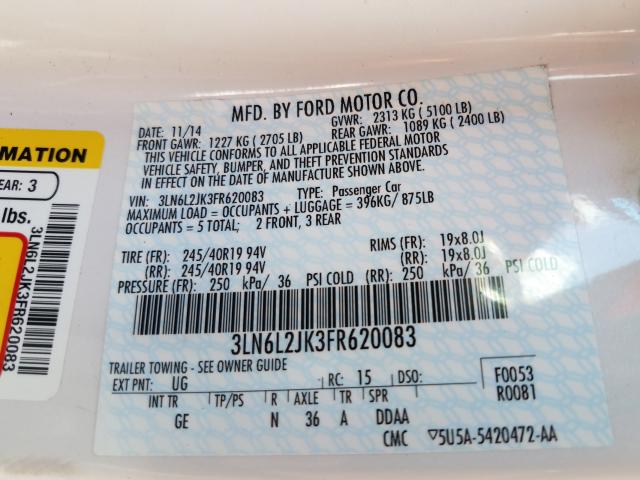 MFD. BY FORD MOTOR CO.
DATE: 11/14 GVWR: 2313 KG ( 5100 LB)
FRONT GAWR: 1227 KG ( 2705 LB) REAR GAWR: 1089 KG ( 2400 LB)
THIS VEHICLE CONFORMS TO ALL APPLICABLE FEDERAL MOTOR
VEHICLE SAFETY, BUMPER, AND THEFT PREVENTION STANDARDS
IN EFFECT ON THE DATE OF MANUFACTURE SHOWN ABOVE.
VIN: 3LN6L2JK3FR620083 TYPE: Passenger Car
MAXIMUM LOAD = OCCUPANTS + LUGGAGE = 396KG/ 875LB
OCCUPANTS = 5 TOTAL; 2 FRONT, 3 REAR
TIRE (FR): 245/40R19 94V RIMS (FR): 19x8.0J
(RR): 245/40R19 94V (RR): 19x8.0J
PRESSURE (FR): 250 kPa/ 36 PSI COLD (RR): 250 kPa/ 36 PSI COLD
3LN6L2JK3FR620083
TRAILER TOWING - SEE OWNER GUIDE
EXT PNT: UG RC: 15 DSO: F0053
R0081
INT TR TP/PS R AXLE TR SPR
GE N 36 A DDAA
CMC ▽5U5A-5420472-AA
MATION
EAR: 3
lbs.
3LN6L2JK3FR620083